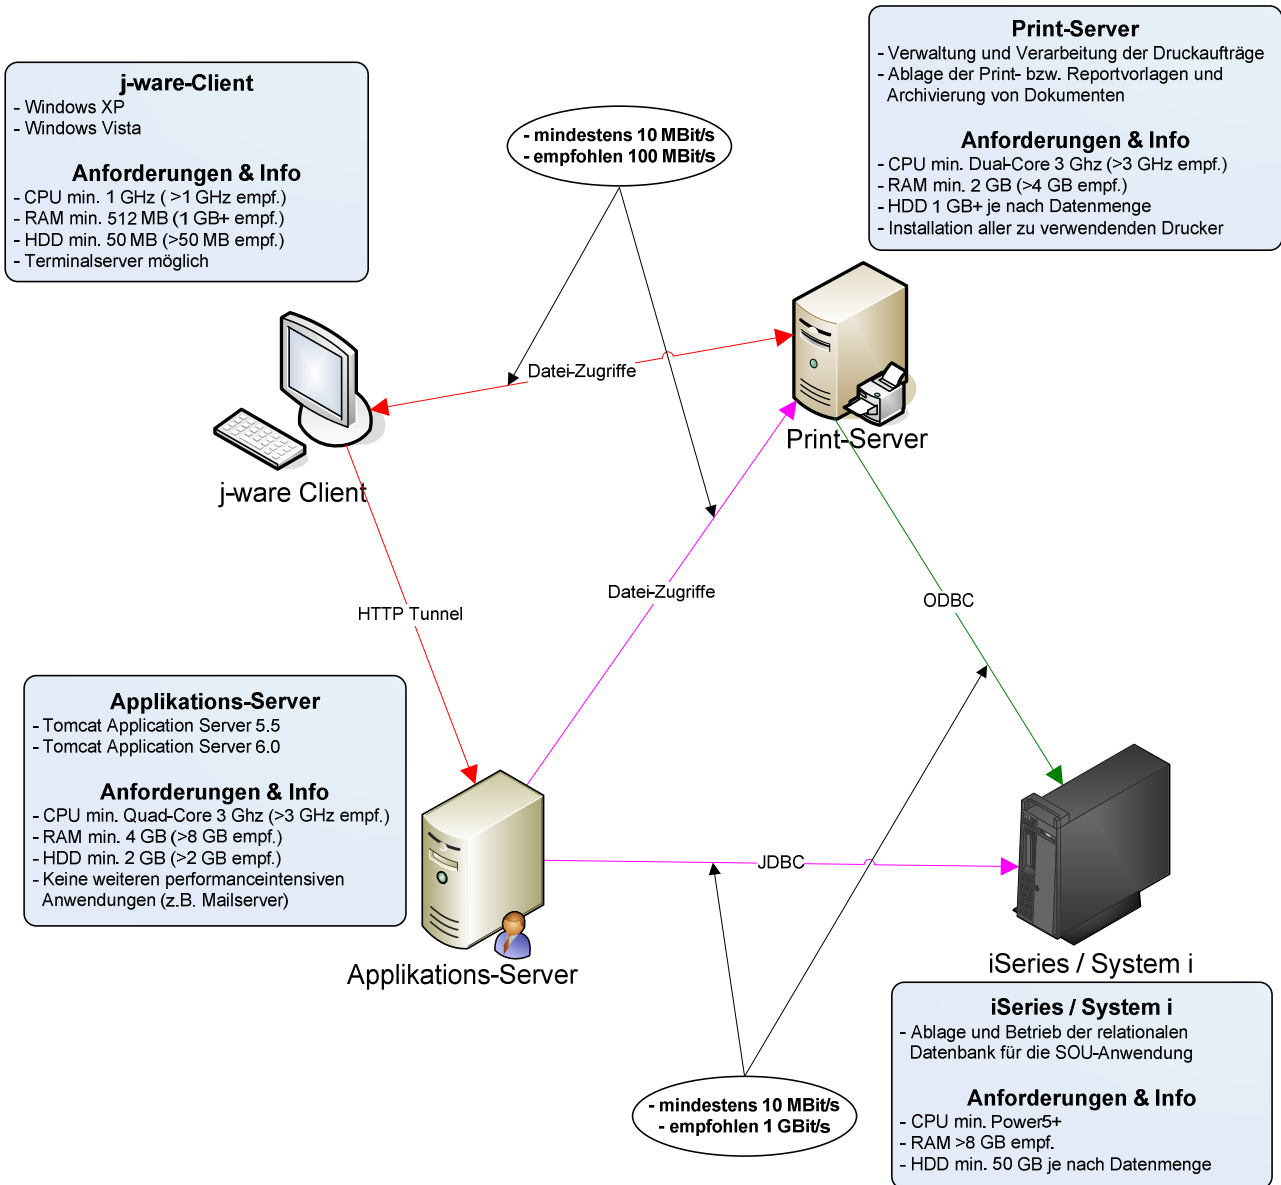 Print-Server
- Verwaltung und Verarbeitung der Druckaufträge
- Ablage der Print- bzw. Reportvorlagen und
Archivierung von Dokumenten
Anforderungen & Info
- CPU min. Dual-Core 3 Ghz (>3 GHz empf.)
- RAM min. 2 GB (>4 GB empf.)
- HDD 1 GB+ je nach Datenmenge
- Installation aller zu verwendenden Drucker
j-ware-Client
- Windows XP
- Windows Vista
Anforderungen & Info
- CPU min. 1 GHz ( >1 GHz empf.)
- RAM min. 512 MB (1 GB+ empf.)
- HDD min. 50 MB (>50 MB empf.)
- Terminalserver möglich
- mindestens 10 MBit/s
- empfohlen 100 MBit/s
Datei-Zugriffe
Print-Server
j-ware Client
Datei-Zugriffe
ODBC
HTTP Tunnel
Applikations-Server
- Tomcat Application Server 5.5
- Tomcat Application Server 6.0
Anforderungen & Info
- CPU min. Quad-Core 3 Ghz (>3 GHz empf.)
- RAM min. 4 GB (>8 GB empf.)
- HDD min. 2 GB (>2 GB empf.)
- Keine weiteren performanceintensiven
Anwendungen (z.B. Mailserver)
JDBC
Applikations-Server
iSeries / System i
iSeries / System i
- Ablage und Betrieb der relationalen
Datenbank für die SOU-Anwendung
Anforderungen & Info
- CPU min. Power5+
- RAM >8 GB empf.
- HDD min. 50 GB je nach Datenmenge
- mindestens 10 MBit/s
- empfohlen 1 GBit/s